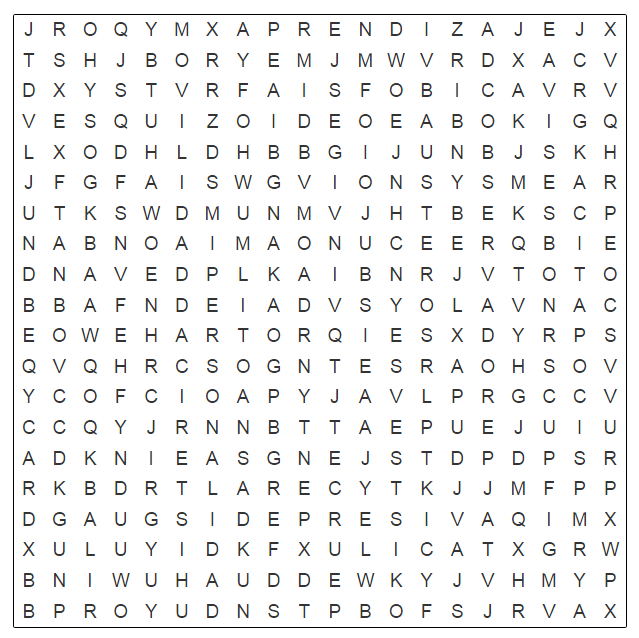 J R O Q Y M X A P R E N D I Z A J E J X
T S H J B O R Y E M J M W V R D X A C V
D X Y S T V R F A I S F O B I C A V R V
V E S Q U I Z O I D E O E A B O K I G Q
L X O D H L D H B B G I J U N B J S K H
J F G F A I S W G V I O N S Y S M E A R
U T K S W D M U N M V J H T B E K S C P
N A B N O A I M A O N U C E E R Q B I E
D N A V E D P L K A I B N R J V T O T O
B B A F N D E I A D V S Y O L A V N A C
E O W E H A R T O R Q I E S X D Y R P S
Q V Q H R C S O G N T E S R A O H S O V
Y C O F C I O A P Y J A V L P R G C C V
C C Q Y J R N N B T T A E P U E J U I U
A D K N I E A S G N E J S T D P D P S R
R K B D R T L A R E C Y T K J J M F P P
D G A U G S I D E P R E S I V A Q I M X
X U L U Y I D K F X U L I C A T X G R W
B N I W U H A U D D E W K Y J V H M Y P
B P R O Y U D N S T P B O F S J R V A X